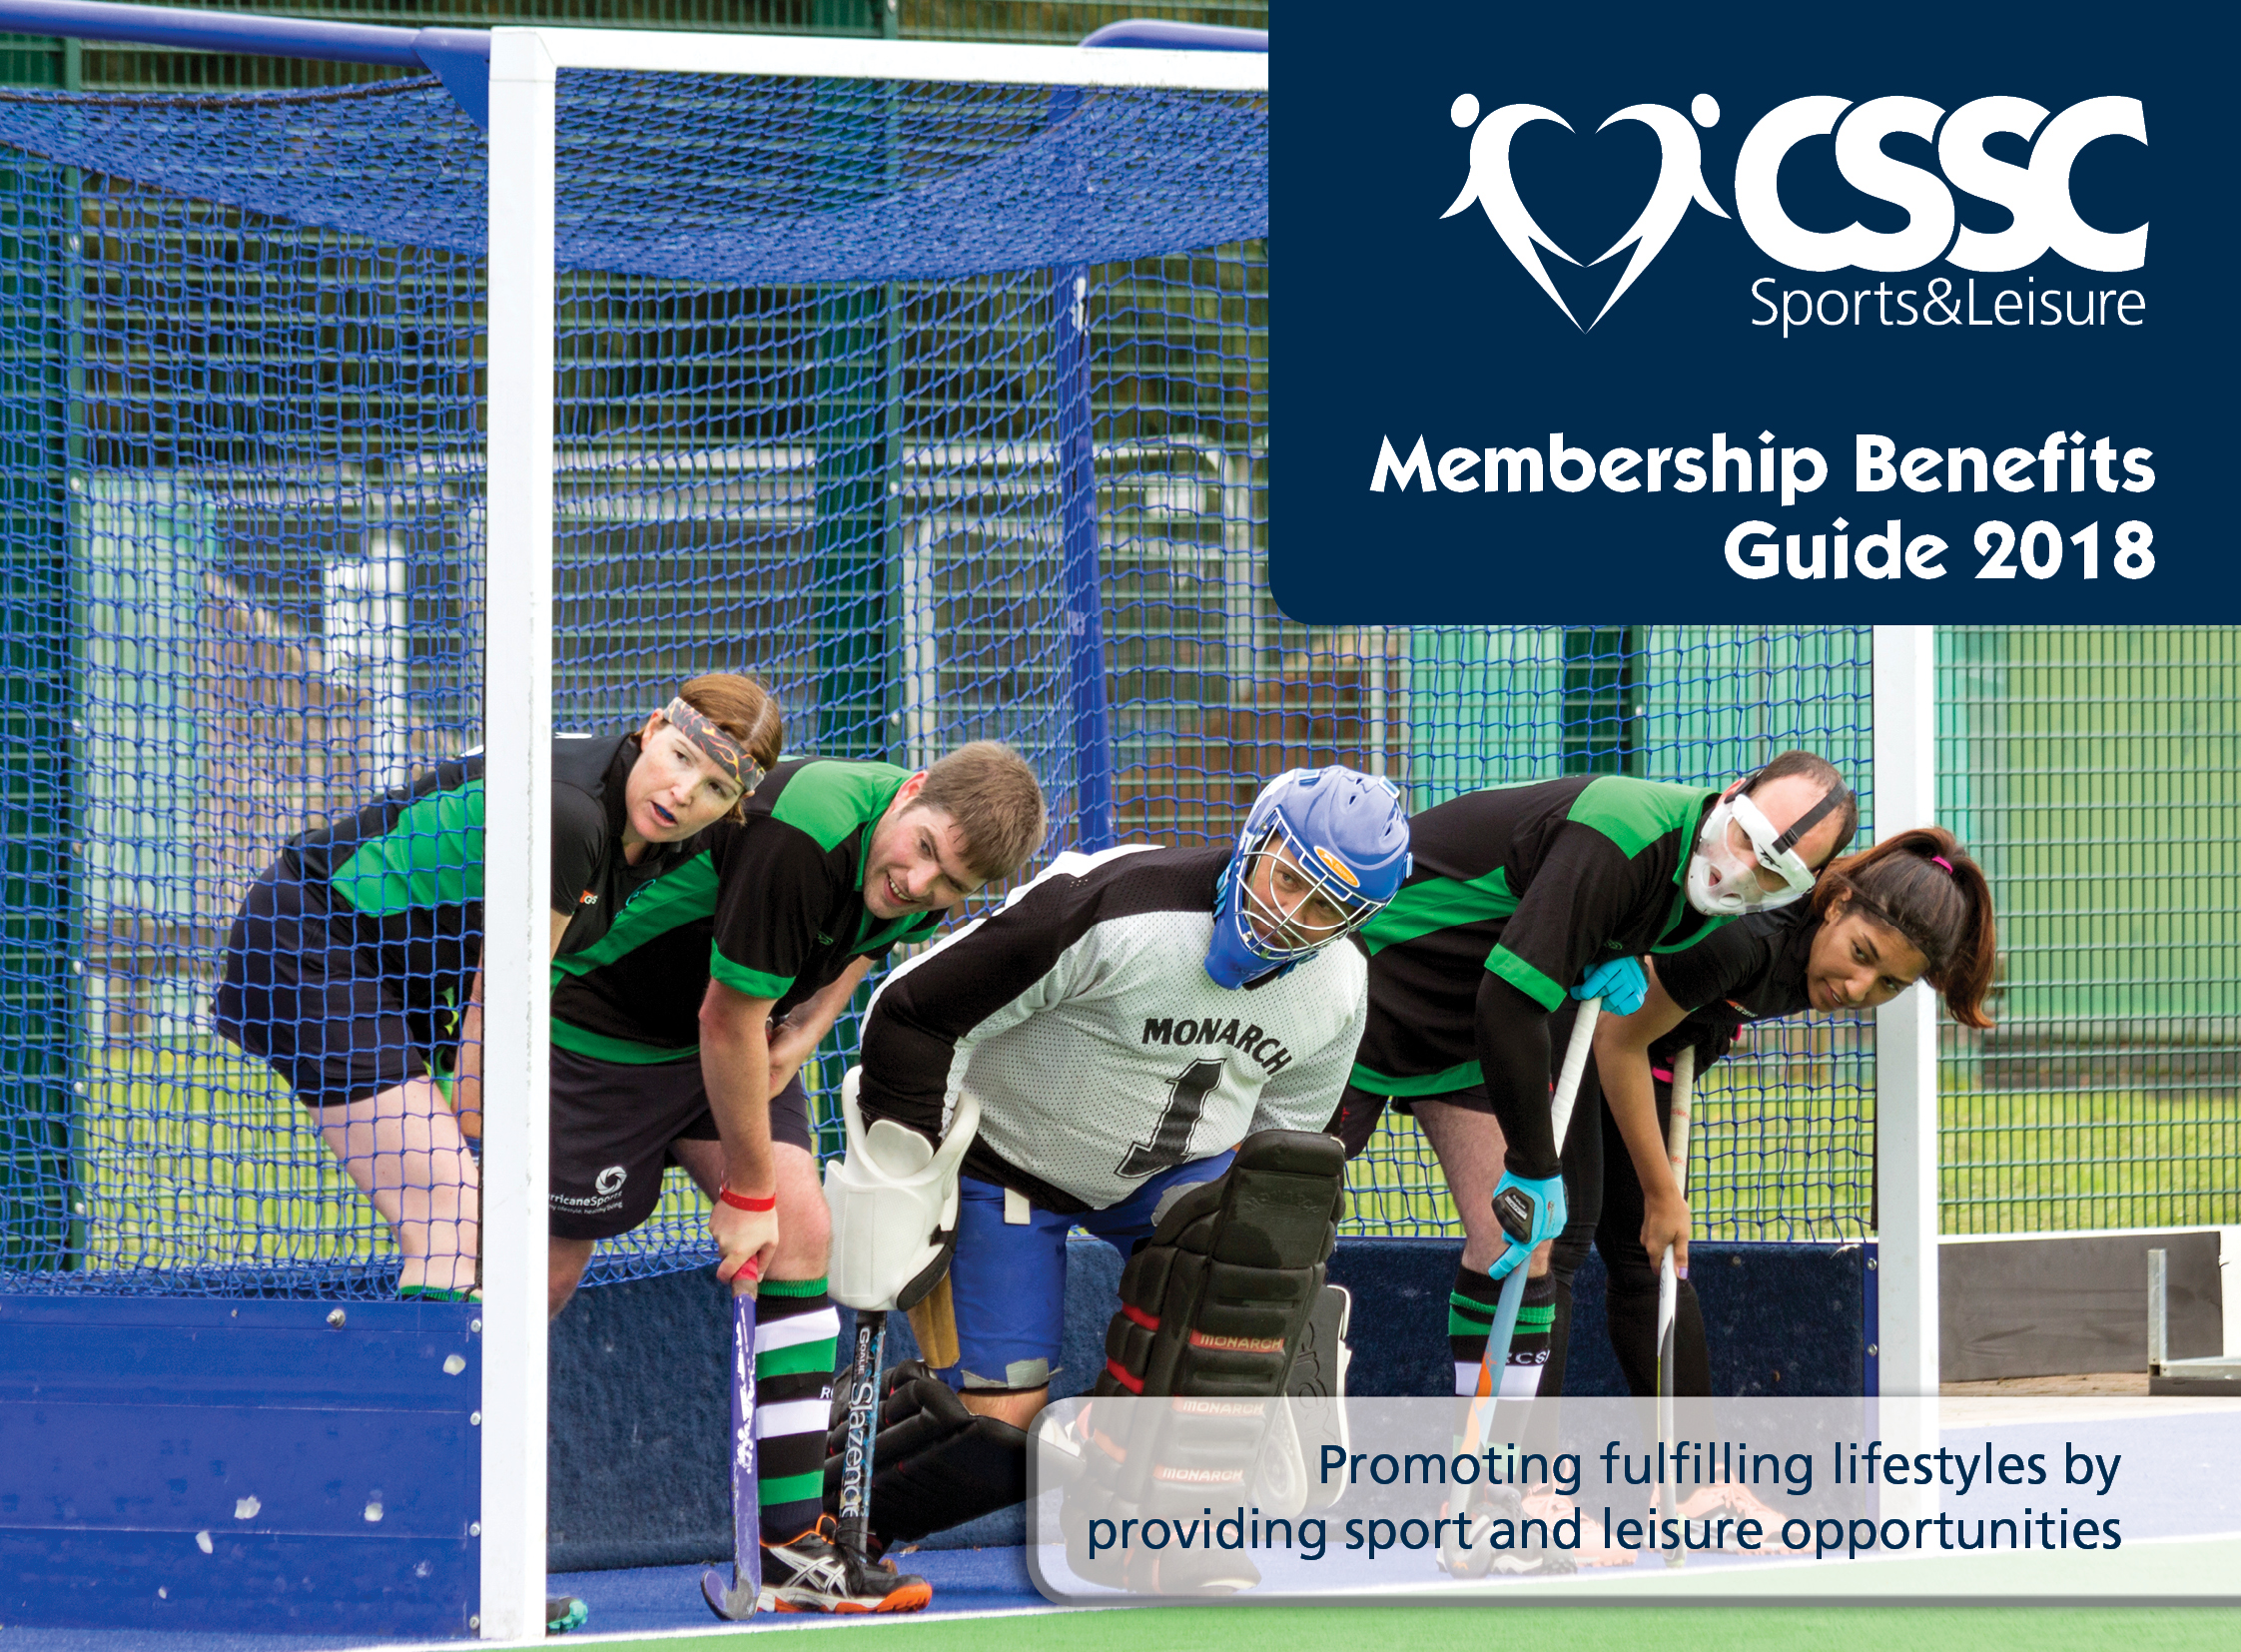 CSSC
Sports&Leisure
Membership Benefits
Guide 2018
MONARCH
1
MONARCH
MONARCH
MONARCH
Slazenger
Promoting fulfilling lifestyles by
providing sport and leisure opportunities